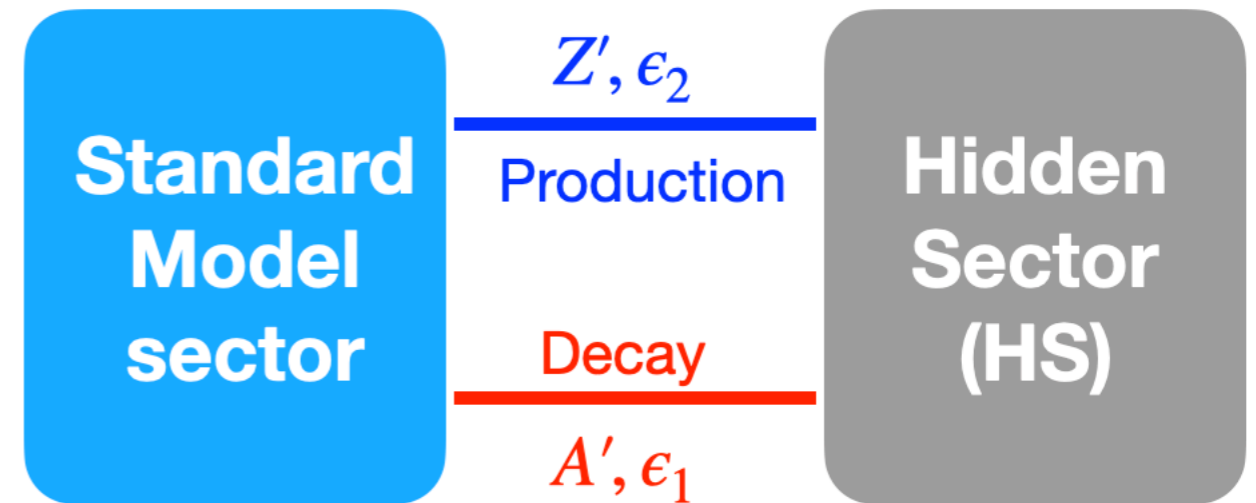 Standard
Model
sector
Z′, ϵ₂
Production
Decay
A′, ϵ₁
Hidden
Sector
(HS)